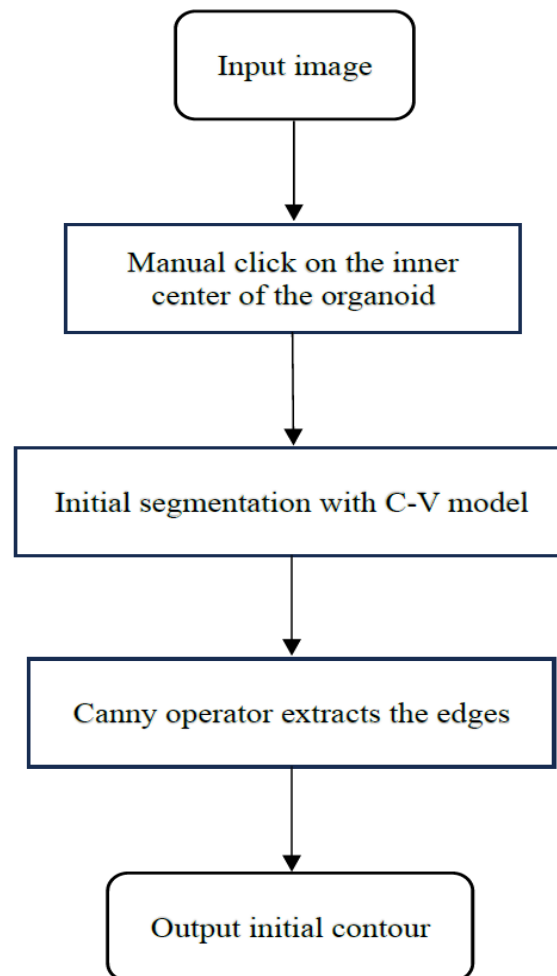 Input image
Manual click on the inner
center of the organoid
Initial segmentation with C-V model
Canny operator extracts the edges
Output initial contour